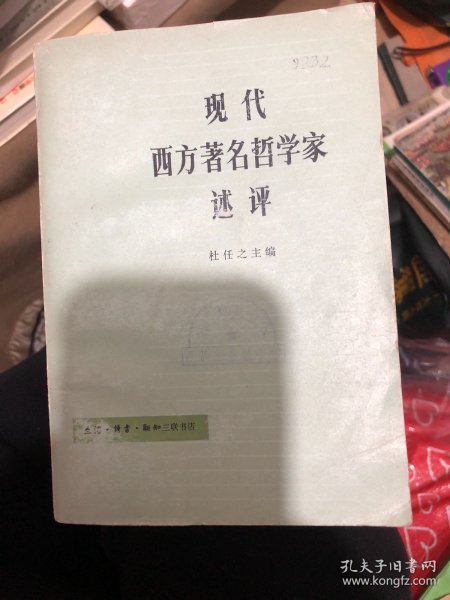 9232
现代
西方著名哲学家
述评
杜任之主编
生活·读书·新知三联书店
孔夫子旧书网
www.kongfz.com